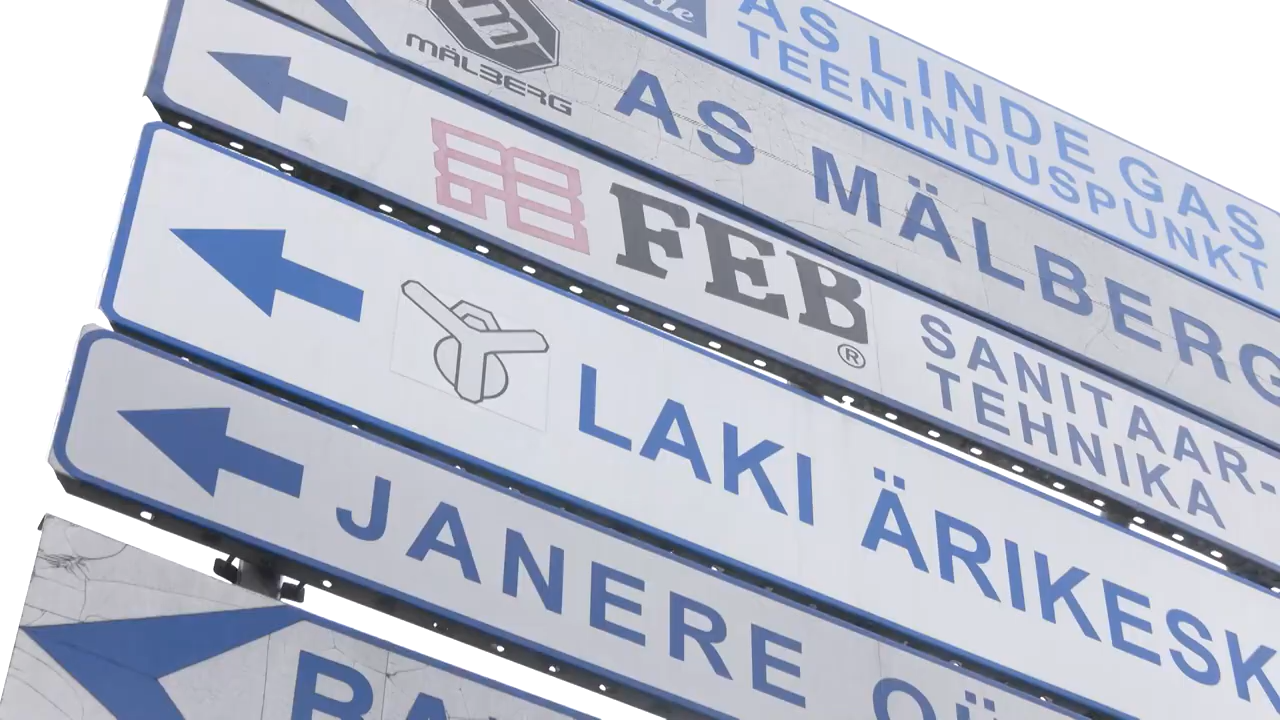 AS LINDE GAS
TEENINDUSPUNKT
MÄLBERG
AS MÄLBERG
FEB ®
SANITAAR-
TEHNIKA
LAKI ÄRIKESK
JANERE OÜ